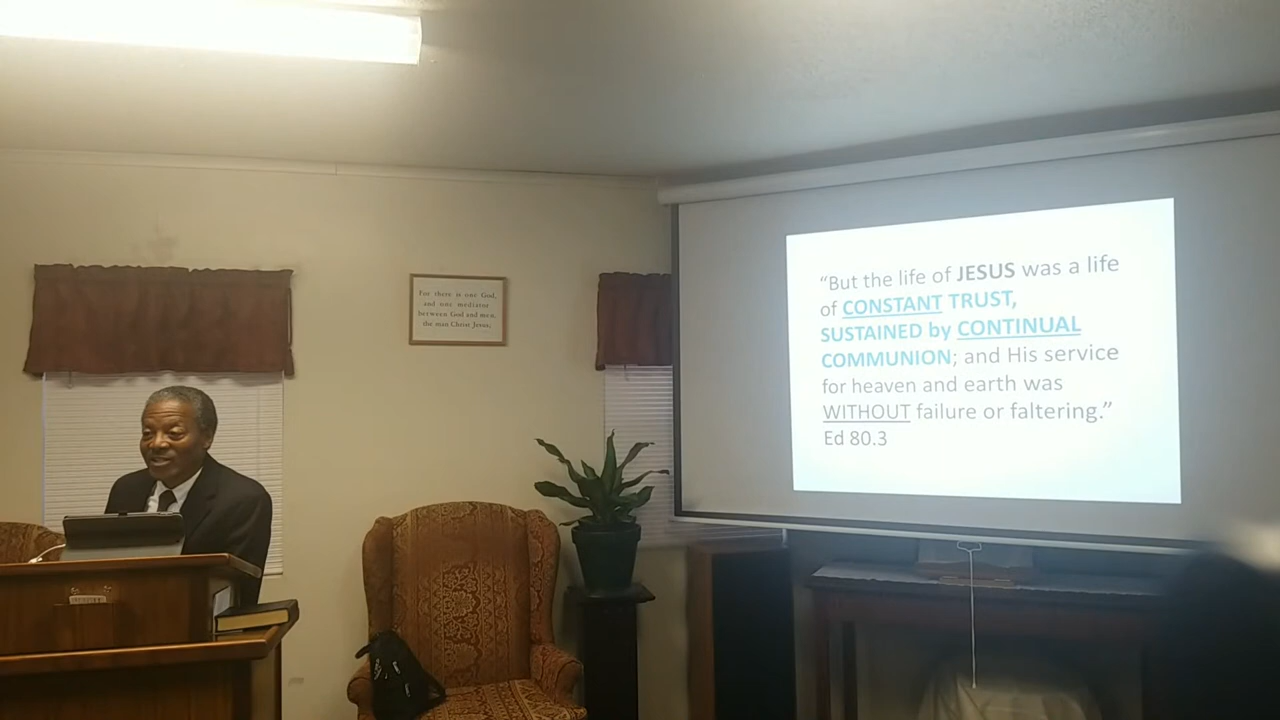 For there is one God,
and one mediator
between God and men,
the man Christ Jesus;
“But the life of JESUS was a life
of CONSTANT TRUST,
SUSTAINED by CONTINUAL
COMMUNION; and His service
for heaven and earth was
WITHOUT failure or faltering.”
Ed 80.3